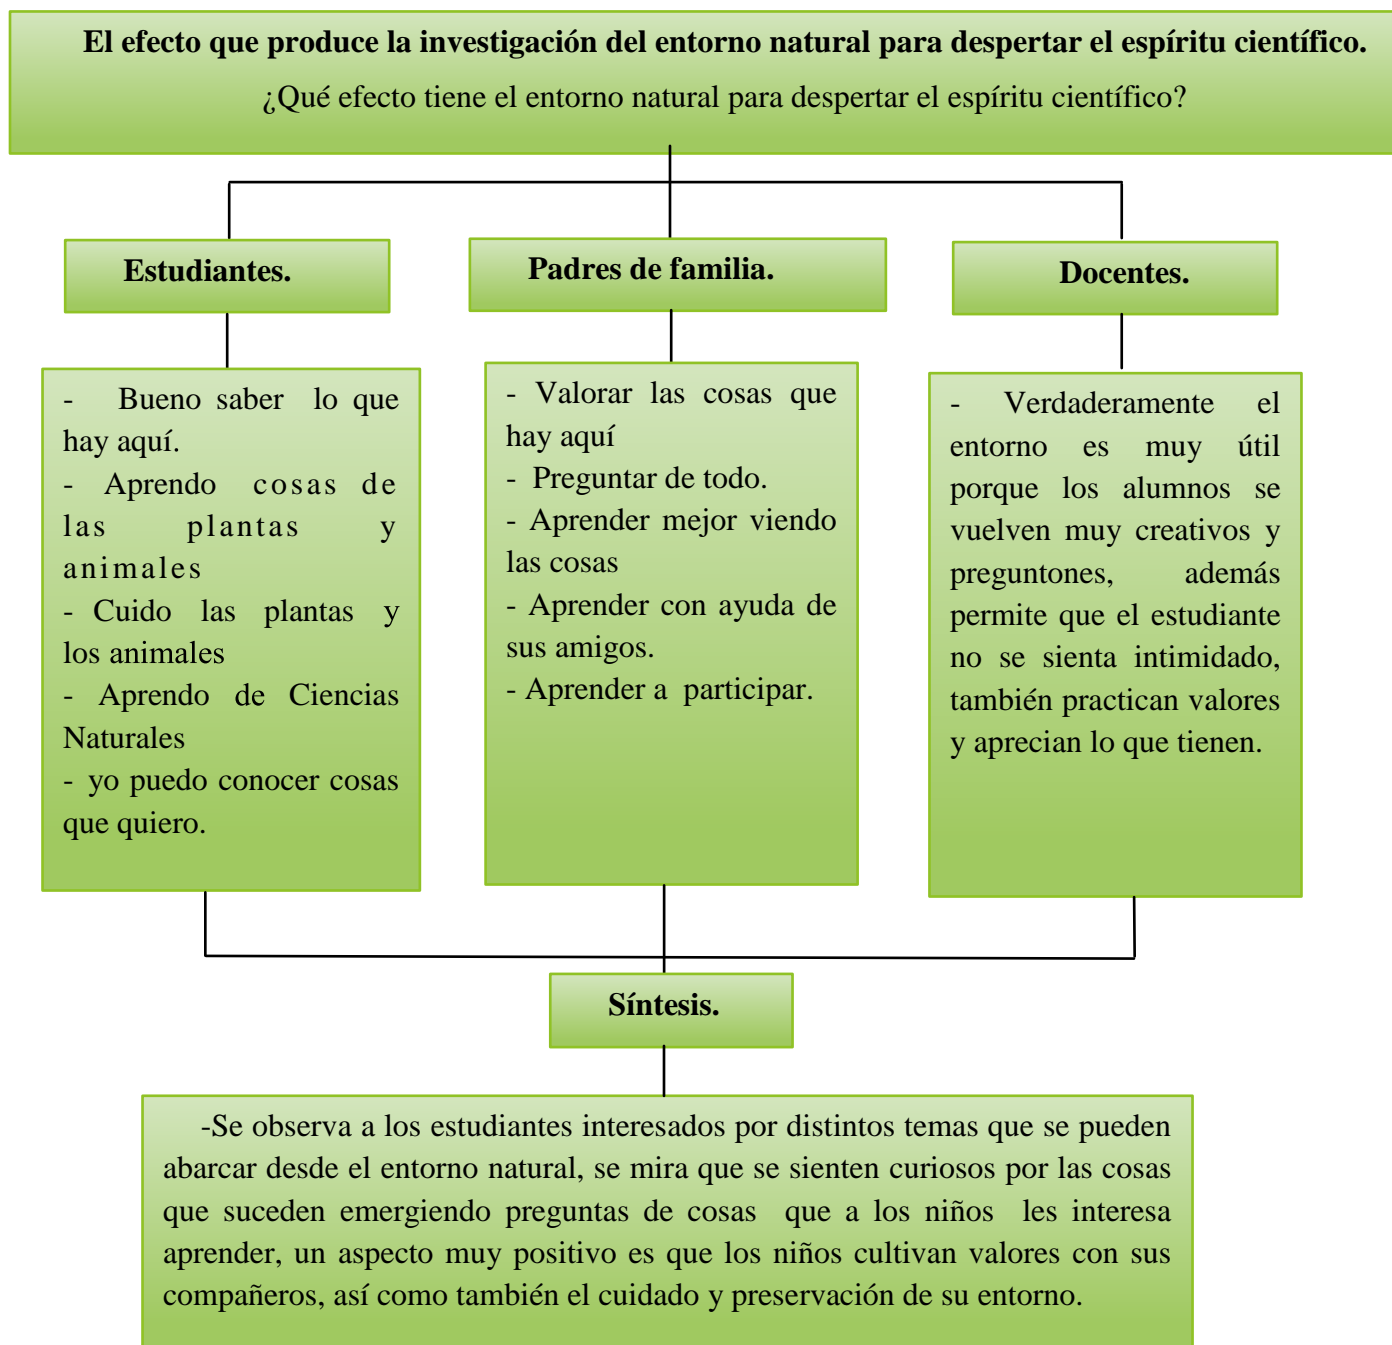 El efecto que produce la investigación del entorno natural para despertar el espíritu científico.
¿Qué efecto tiene el entorno natural para despertar el espíritu científico?
Estudiantes.
Padres de familia.
Docentes.
- Bueno saber lo que
hay aquí.
- Aprendo cosas de
las plantas y
animales
- Cuido las plantas y
los animales
- Aprendo de Ciencias
Naturales
- yo puedo conocer cosas
que quiero.
- Valorar las cosas que
hay aquí
- Preguntar de todo.
- Aprender mejor viendo
las cosas
- Aprender con ayuda de
sus amigos.
- Aprender a participar.
- Verdaderamente el
entorno es muy útil
porque los alumnos se
vuelven muy creativos y
preguntones, además
permite que el estudiante
no se sienta intimidado,
también practican valores
y aprecian lo que tienen.
Síntesis.
-Se observa a los estudiantes interesados por distintos temas que se pueden
abarcar desde el entorno natural, se mira que se sienten curiosos por las cosas
que suceden emergiendo preguntas de cosas que a los niños les interesa
aprender, un aspecto muy positivo es que los niños cultivan valores con sus
compañeros, así como también el cuidado y preservación de su entorno.